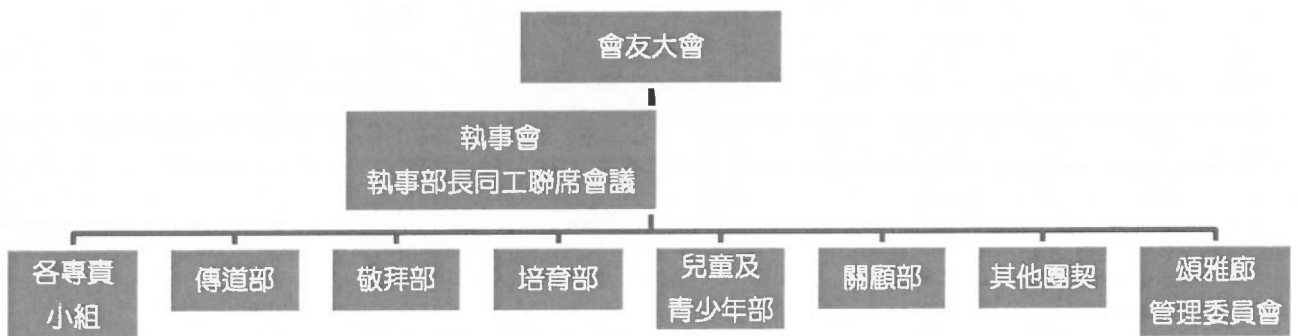 會友大會
執事會
執事部長同工聯席會議
各專責
小組
傳道部
敬拜部
培育部
兒童及
青少年部
關顧部
其他團契
頌雅廊
管理委員會